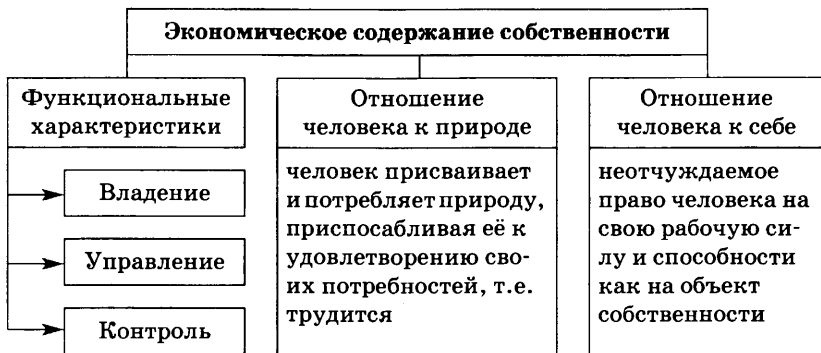 Экономическое содержание собственности
Функциональные
характеристики
Владение
Управление
Контроль
Отношение
человека к природе
человек присваивает
и потребляет природу,
приспосабливая её к
удовлетворению сво-
их потребностей, т.е.
трудится
Отношение
человека к себе
неотчуждаемое
право человека на
свою рабочую си-
лу и способности
как на объект
собственности